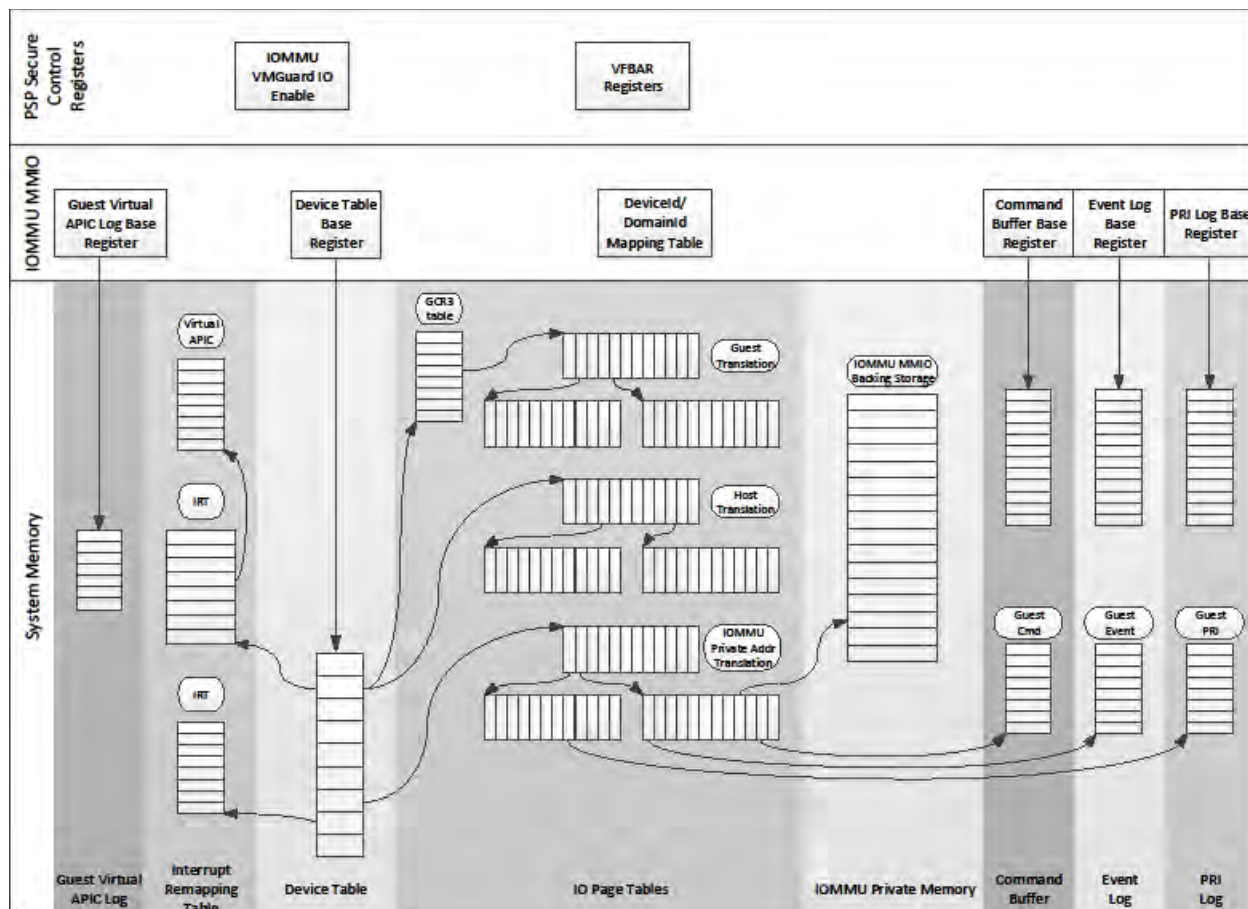 PSP Secure
Control
Registers
IOMMU
VMGuard IO
Enable
VFBAR
Registers
IOMMU MMIO
Guest Virtual
APIC Log Base
Register
Device Table
Base
Register
DeviceId/
DomainId
Mapping Table
Command
Buffer Base
Register
Event Log
Base
Register
PRI Log Base
Register
System Memory
Virtual
APIC
GCR3
table
Guest
Translation
IOMMU MMIO
Backing Storage
IRT
Host
Translation
IOMMU
Private Addr
Translation
Guest
Cmd
Guest
Event
Guest
PRI
IRT
Guest Virtual
APIC Log
Interrupt
Remapping
Table
Device Table
IO Page Tables
IOMMU Private Memory
Command
Buffer
Event
Log
PRI
Log